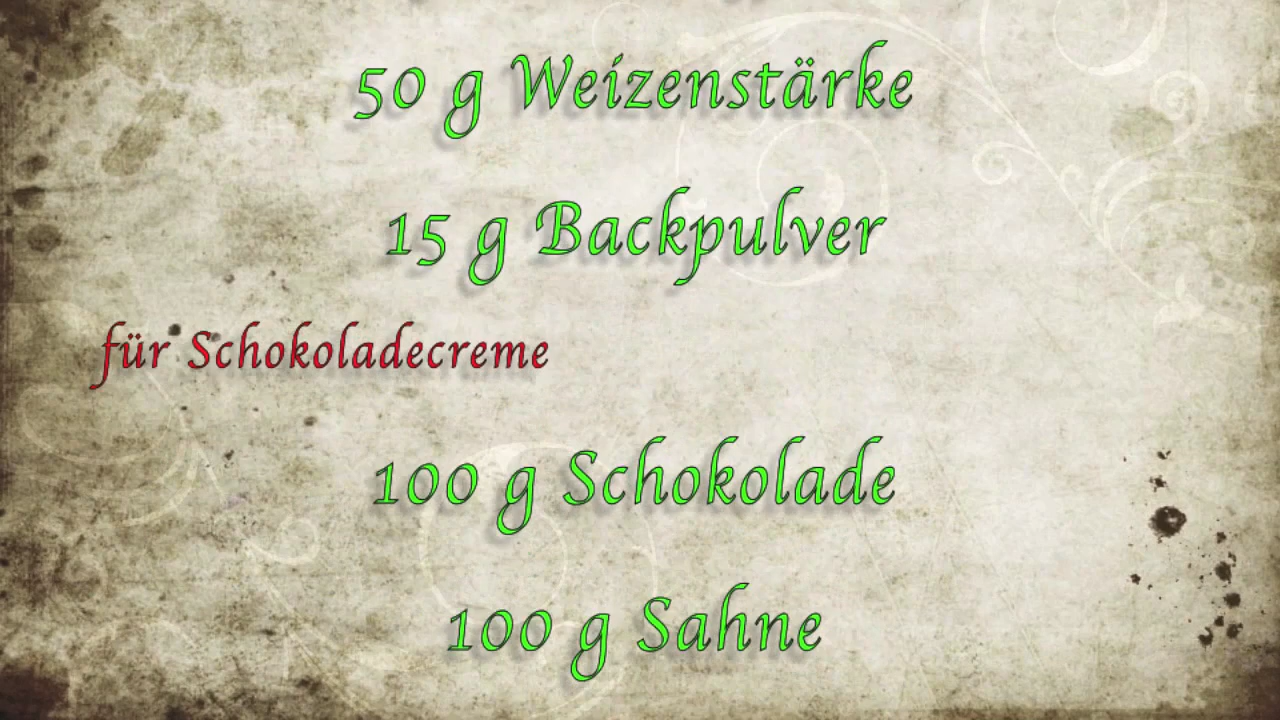 50 g Weizenstärke
15 g Backpulver
für Schokoladecreme
100 g Schokolade
100 g Sahne